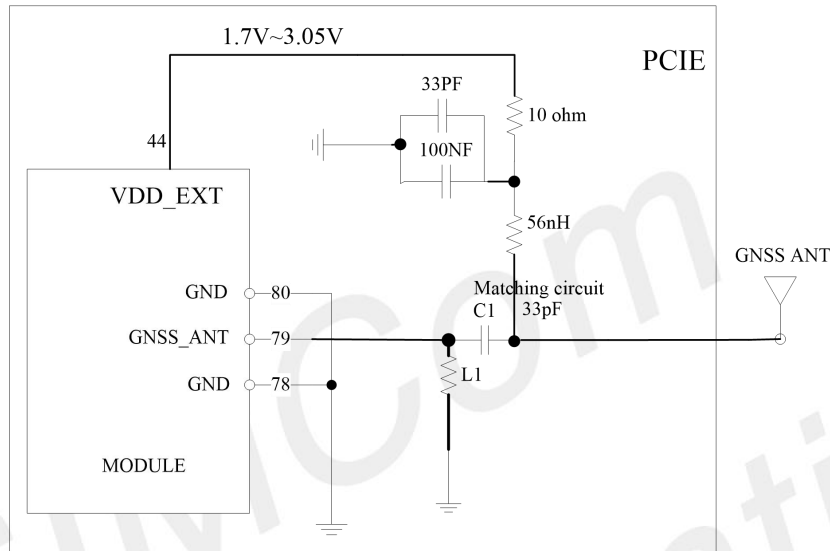 1.7V~3.05V
PCIE
33PF
10 ohm
44
100NF
VDD_EXT
56nH
GNSS ANT
Matching circuit
GND
80
C1
33pF
GNSS_ANT
79
L1
GND
78
MODULE